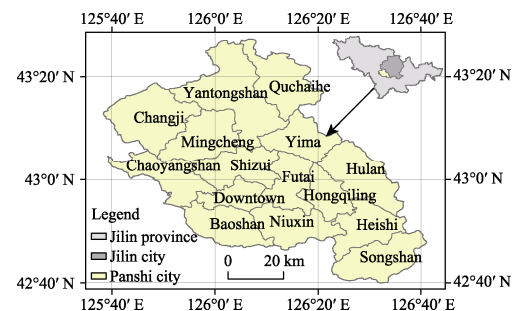 125°40′ E 126°0′ E 126°20′ E 126°40′ E
43°20′ N 43°20′ N
Quchaihe
Yantongshan
Changji
Mingcheng Yima
Chaoyangshan Shizui Hulan
Futai
43°0′ N 43°0′ N
Downtown Hongqiling
Baoshan Niuxin Heishi
Songshan
Legend
Jilin province
Jilin city
Panshi city
0 20 km
42°40′ N 42°40′ N
125°40′ E 126°0′ E 126°20′ E 126°40′ E